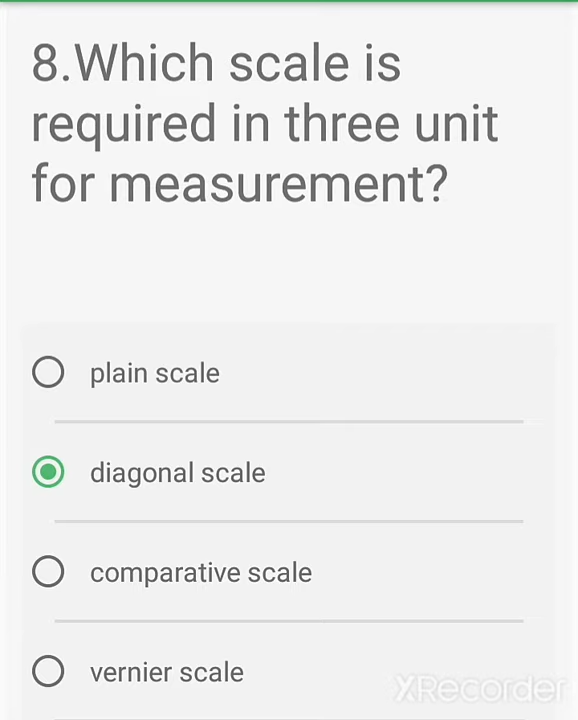 8.Which scale is
required in three unit
for measurement?
plain scale
diagonal scale
comparative scale
vernier scale
XRecorder